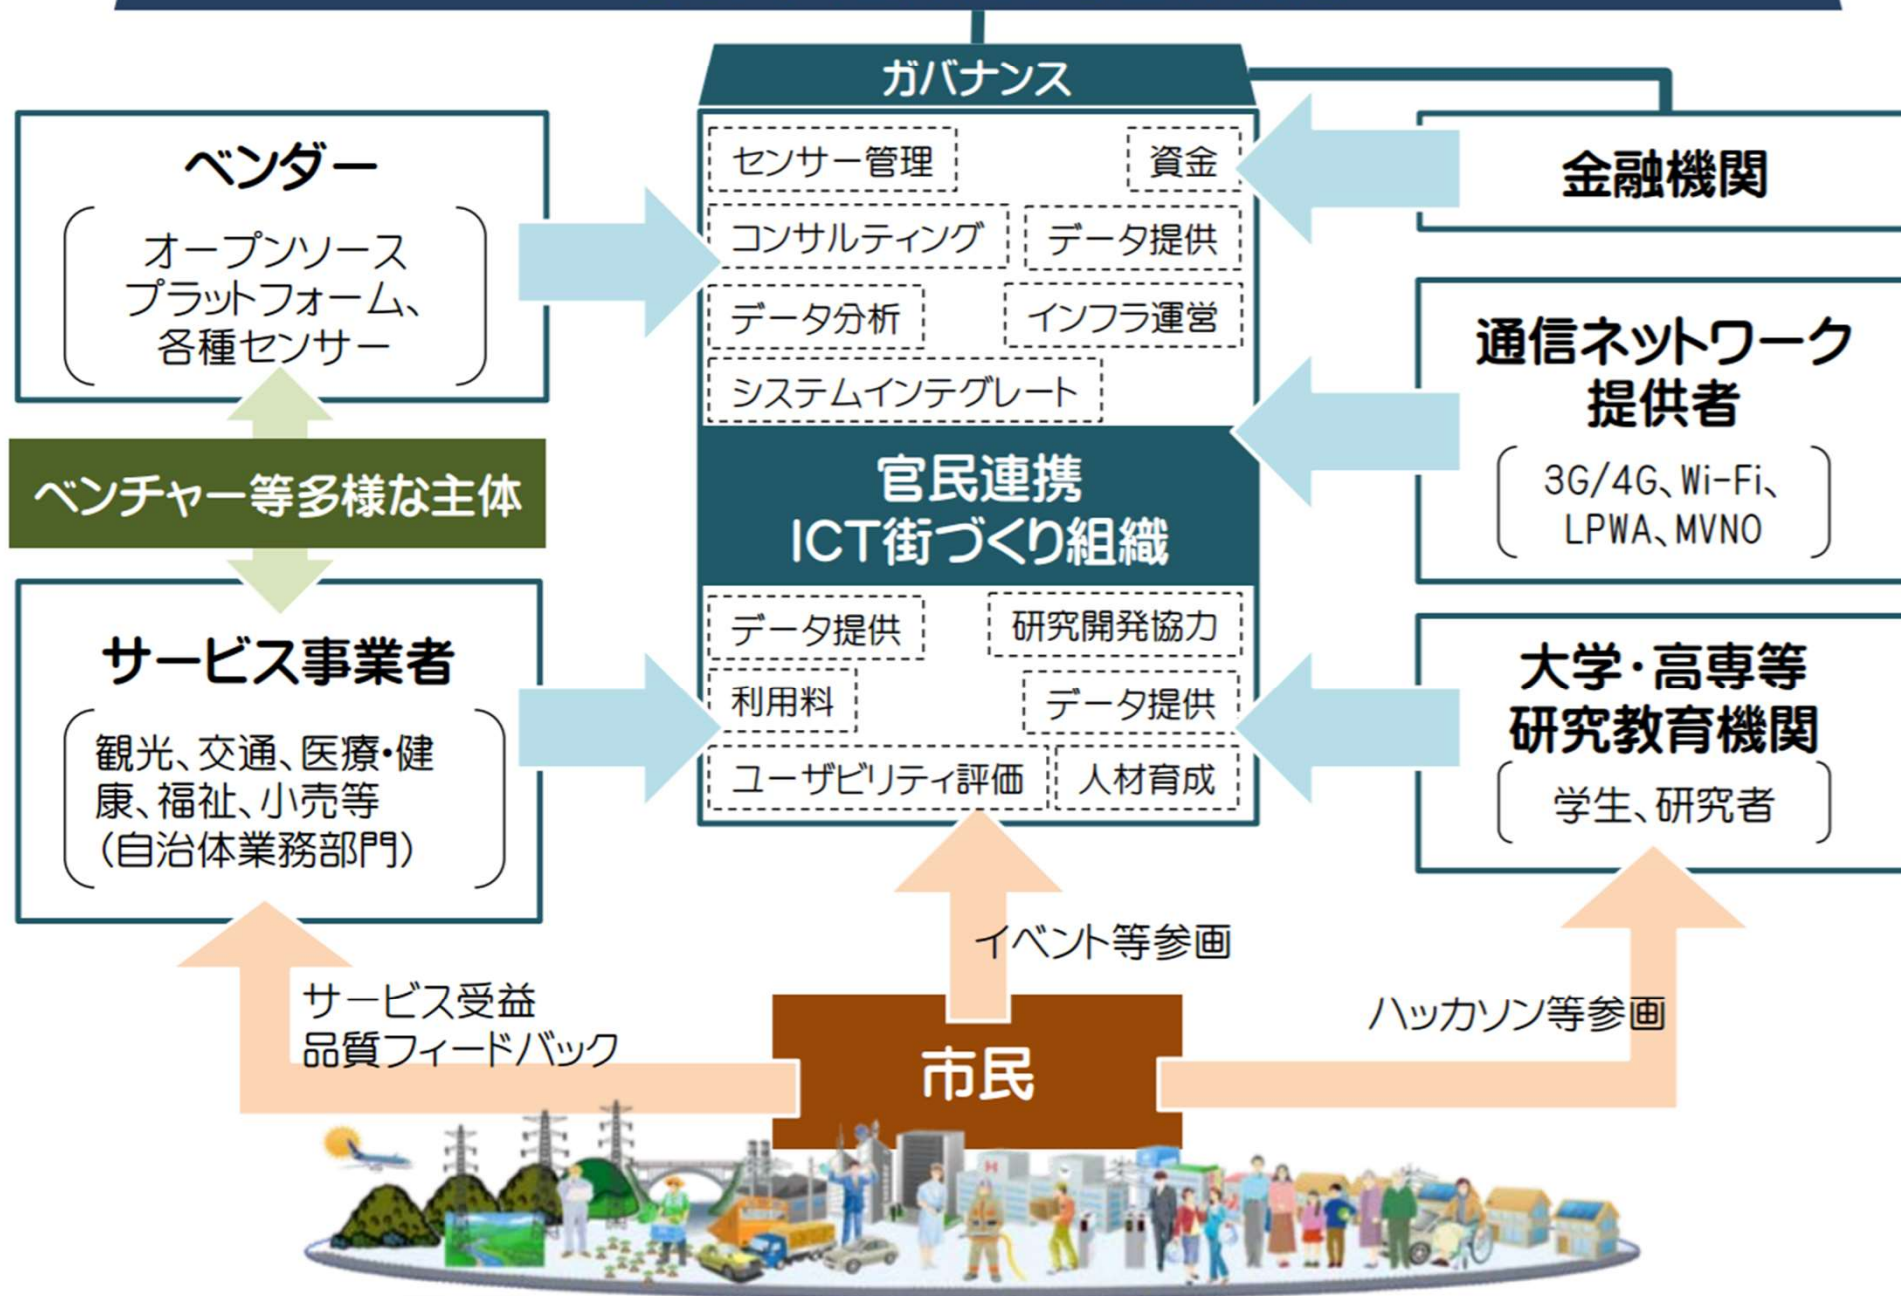 ガバナンス
ベンダー
オープンソース
プラットフォーム、
各種センサー
ベンチャー等多様な主体
サービス事業者
観光、交通、医療・健
康、福祉、小売等
（自治体業務部門）
センサー管理
資金
コンサルティング
データ提供
データ分析
インフラ運営
システムインテグレート
官民連携
ICT街づくり組織
データ提供
研究開発協力
利用料
データ提供
ユーザビリティ評価
人材育成
金融機関
通信ネットワーク
提供者
3G/4G、Wi-Fi、
LPWA、MVNO
大学・高専等
研究教育機関
学生、研究者
サービス受益
品質フィードバック
イベント等参画
ハッカソン等参画
市民
H